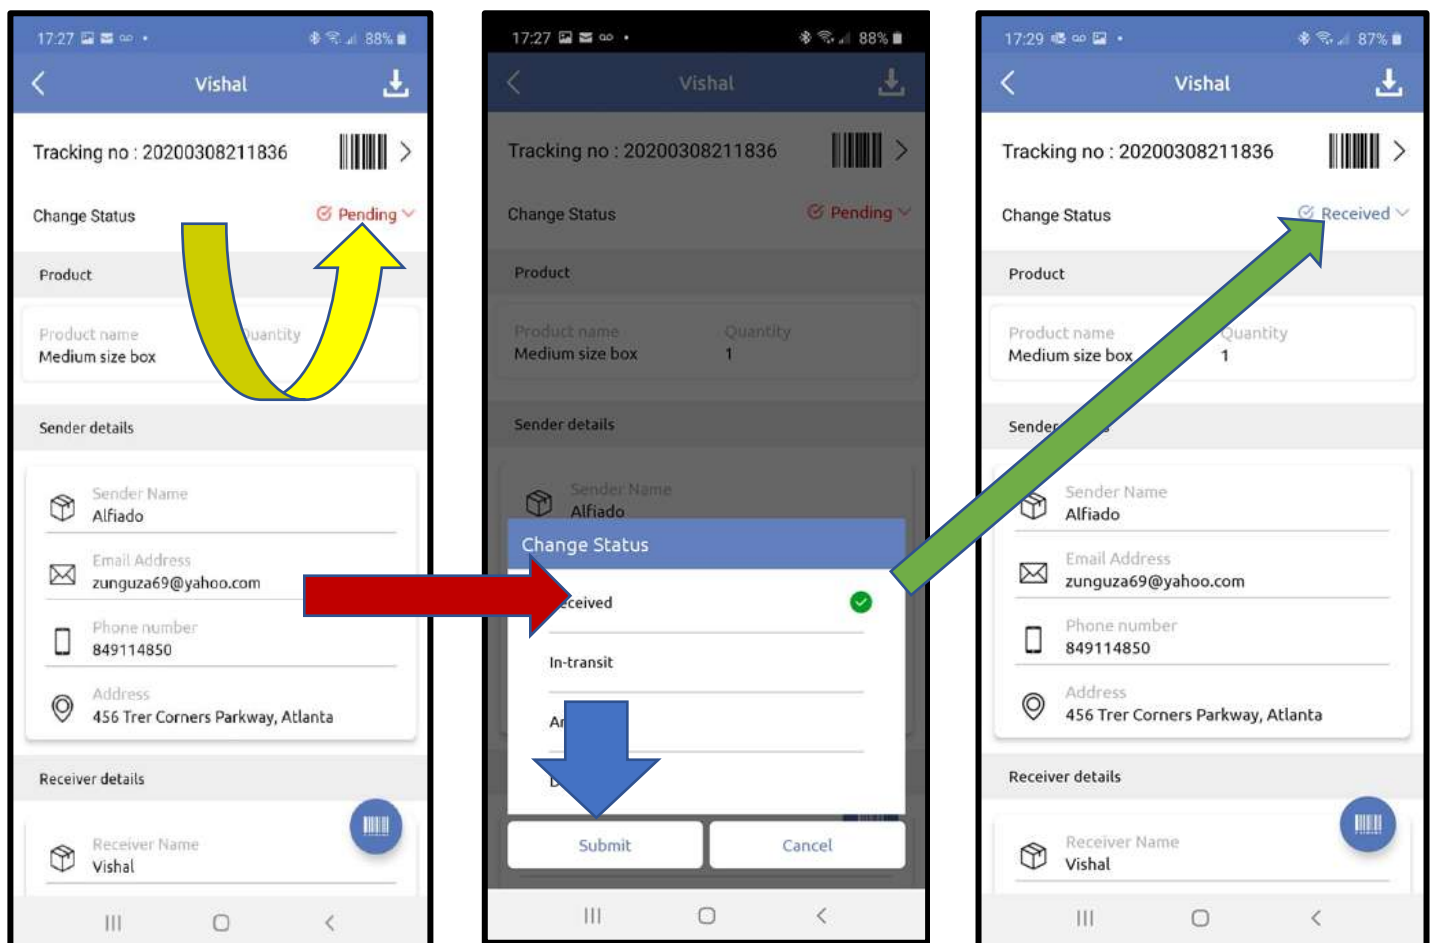 17:27
88%
Vishal
Tracking no : 20200308211836
Change Status
Pending
Product
Product name
Medium size box
Sender details
Sender Name
Alfiado
Email Address
zunguza69@yahoo.com
Phone number
849114850
Address
456 Trer Corners Parkway, Atlanta
Receiver details
Receiver Name
Vishal
17:27
88%
Vishal
Tracking no : 20200308211836
Change Status
Pending
Product
Product name Quantity
Medium size box 1
Sender details
Sender Name
Alfiado
Change Status
In-transit
Submit
Cancel
17:29
87%
Vishal
Tracking no : 20200308211836
Change Status
Received
Product
Product name Quantity
Medium size box 1
Sender Name
Alfiado
Email Address
zunguza69@yahoo.com
Phone number
849114850
Address
456 Trer Corners Parkway, Atlanta
Receiver details
Receiver Name
Vishal